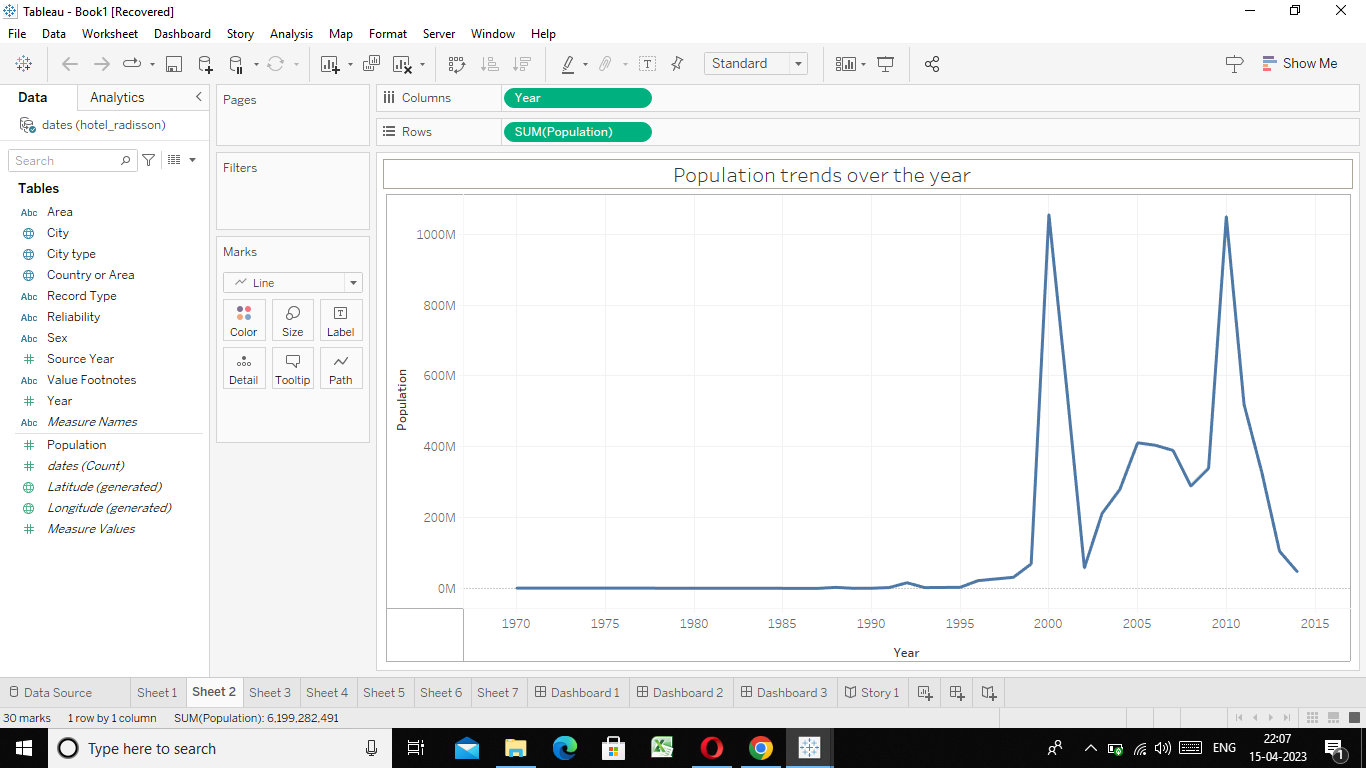 Tableau - Book1 [Recovered]
File Data Worksheet Dashboard Story Analysis Map Format Server Window Help
Standard
Show Me
Data Analytics
dates (hotel_radisson)
Search
Tables
Abc Area
City
City type
Country or Area
Abc Record Type
Abc Reliability
Abc Sex
Source Year
Abc Value Footnotes
Year
Abc Measure Names
Population
dates (Count)
Latitude (generated)
Longitude (generated)
Measure Values
Pages
Filters
Marks
Line
Color Size Label
T
Detail Tooltip Path
Columns Year
Rows SUM(Population)
Population trends over the year
Population
1000M
800M
600M
400M
200M
0M
1970 1975 1980 1985 1990 1995 2000 2005 2010 2015
Year
Data Source Sheet 1 Sheet 2 Sheet 3 Sheet 4 Sheet 5 Sheet 6 Sheet 7 Dashboard 1 Dashboard 2 Dashboard 3 Story 1
30 marks 1 row by 1 column SUM(Population): 6,199,282,491
Type here to search
ENG
22:07
15-04-2023
1